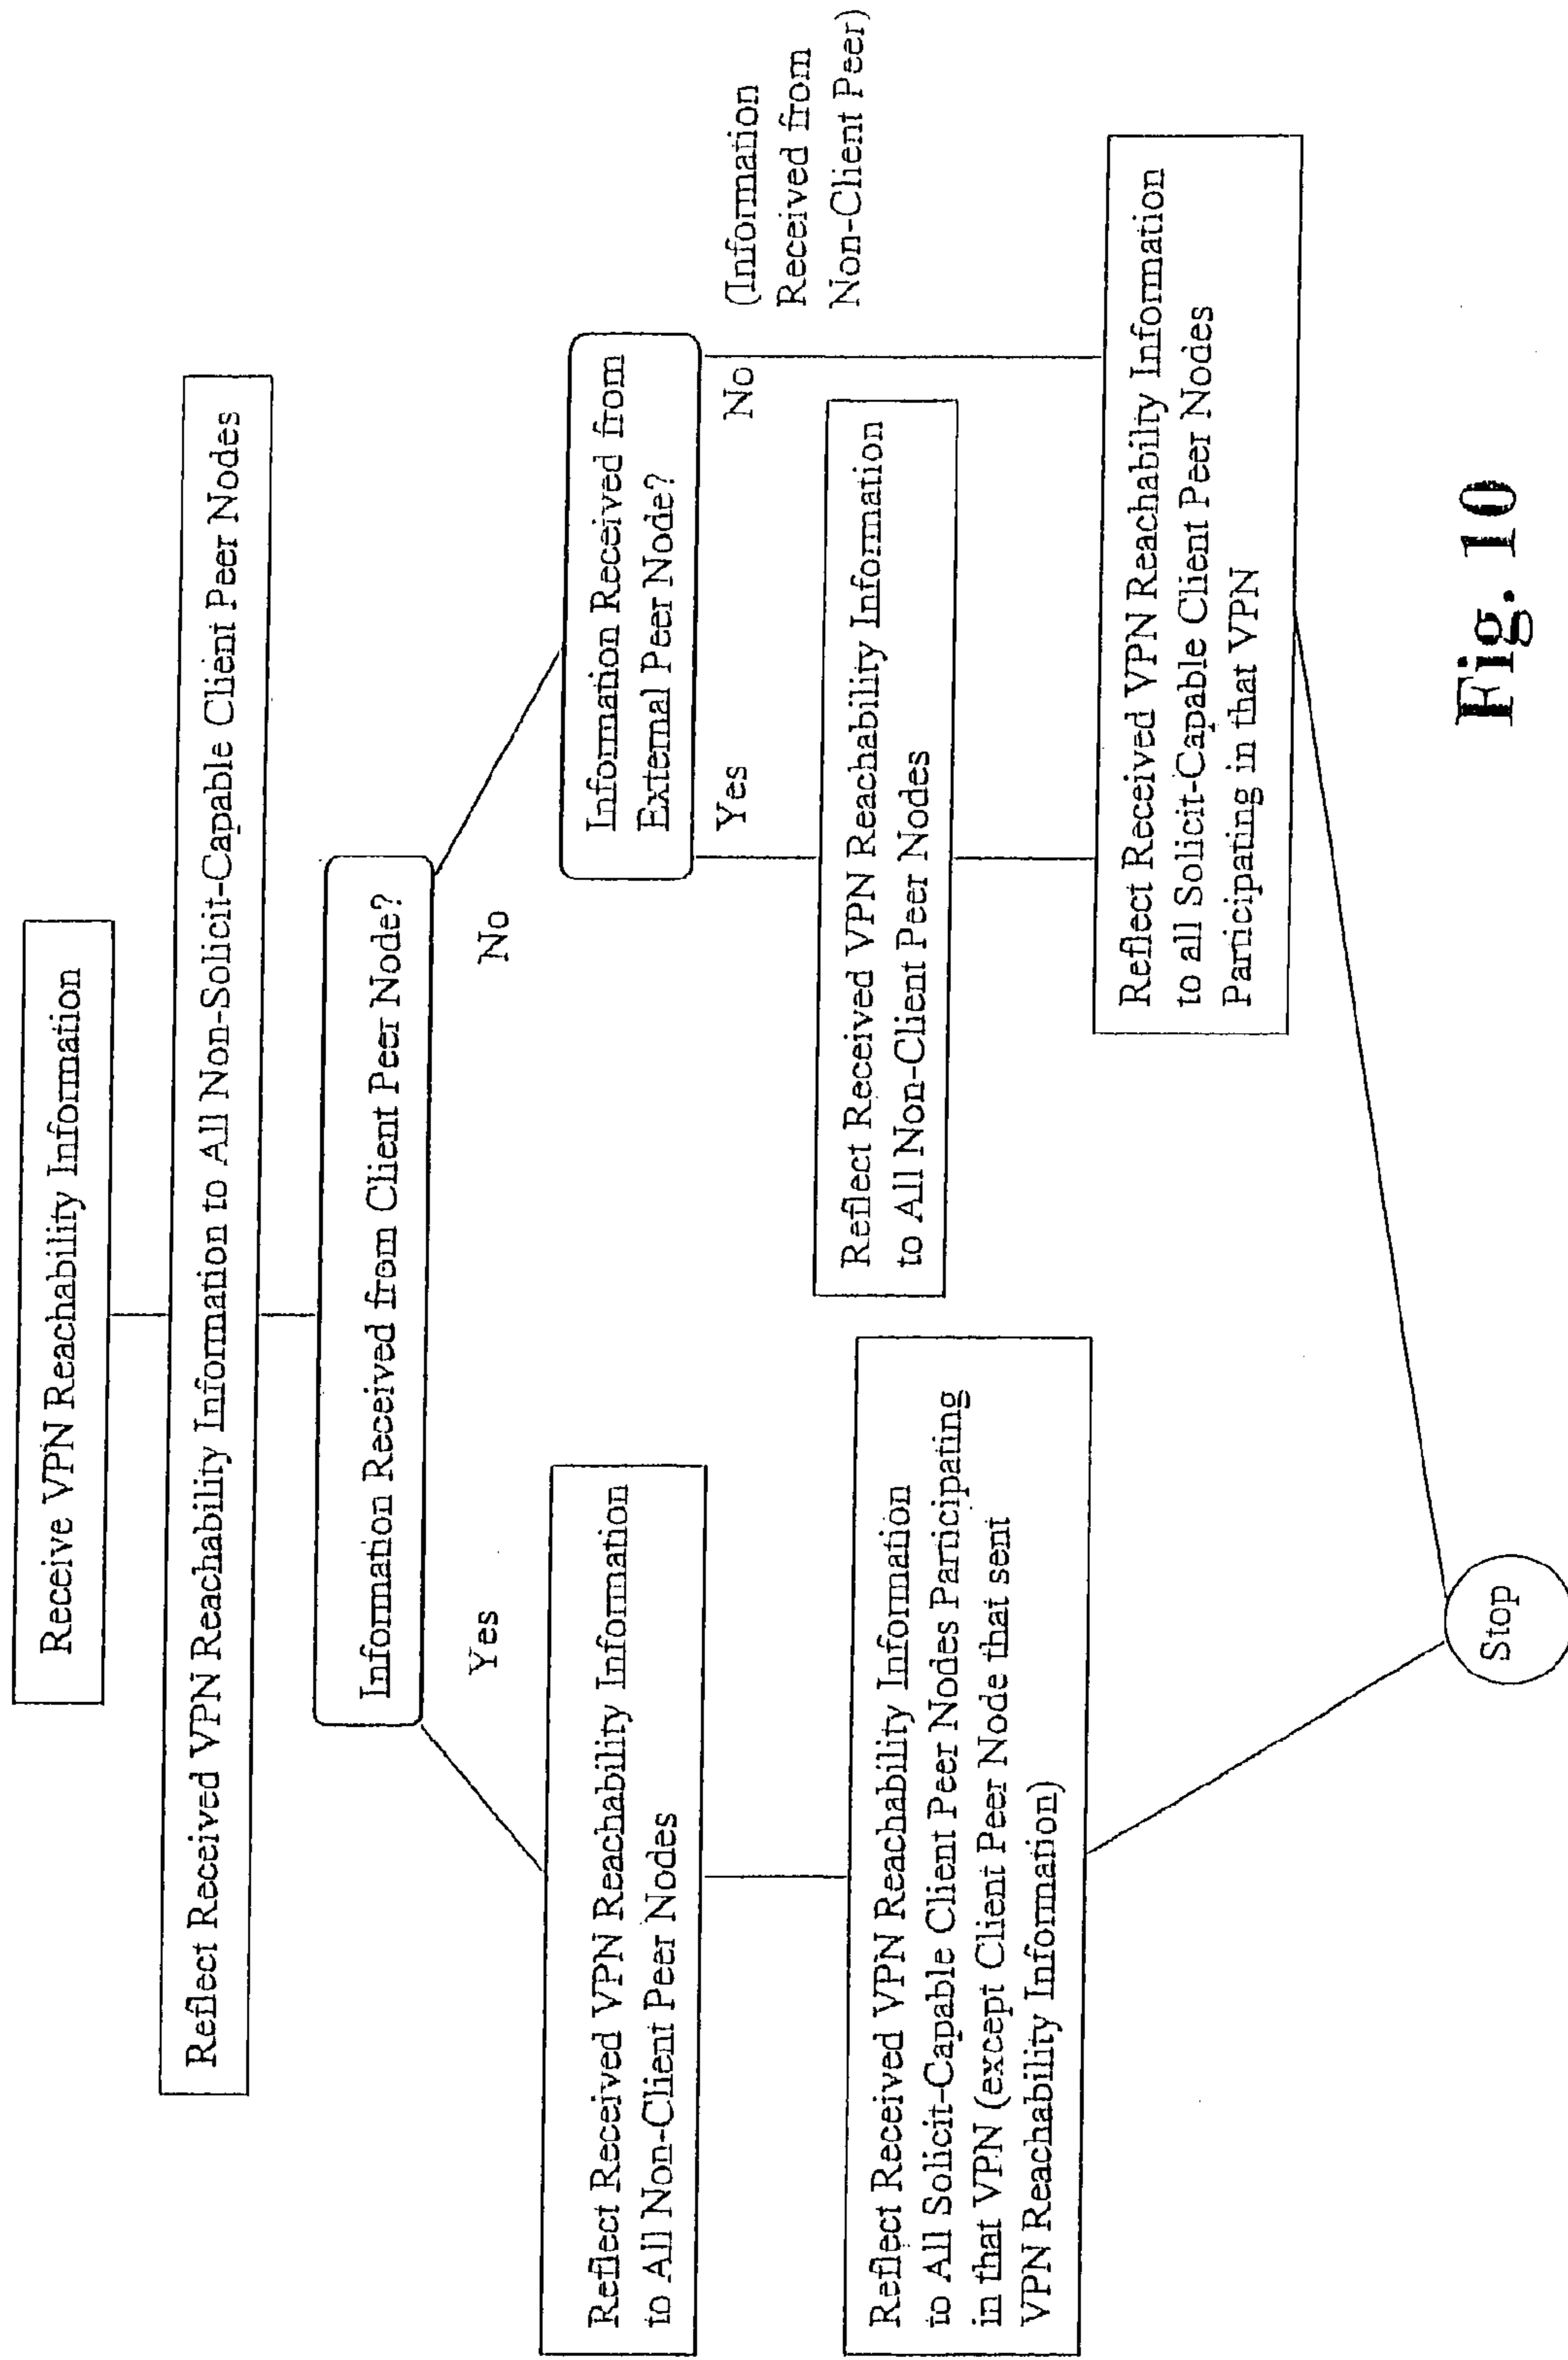 Receive VPN Reachability Information
Reflect Received VPN Reachability Information to All Non-Solicit-Capable Client Peer Nodes
Information Received from Client Peer Node?
Yes
No
Reflect Received VPN Reachability Information
to All Non-Client Peer Nodes
Reflect Received VPN Reachability Information
to All Solicit-Capable Client Peer Nodes Participating
in that VPN (except Client Peer Node that sent
VPN Reachability Information)
Information Received from
External Peer Node?
Yes
No
(Information
Received from
Non-Client Peer)
Reflect Received VPN Reachability Information
to All Non-Client Peer Nodes
Reflect Received VPN Reachability Information
to all Solicit-Capable Client Peer Nodes
Participating in that VPN
Stop
Fig. 10